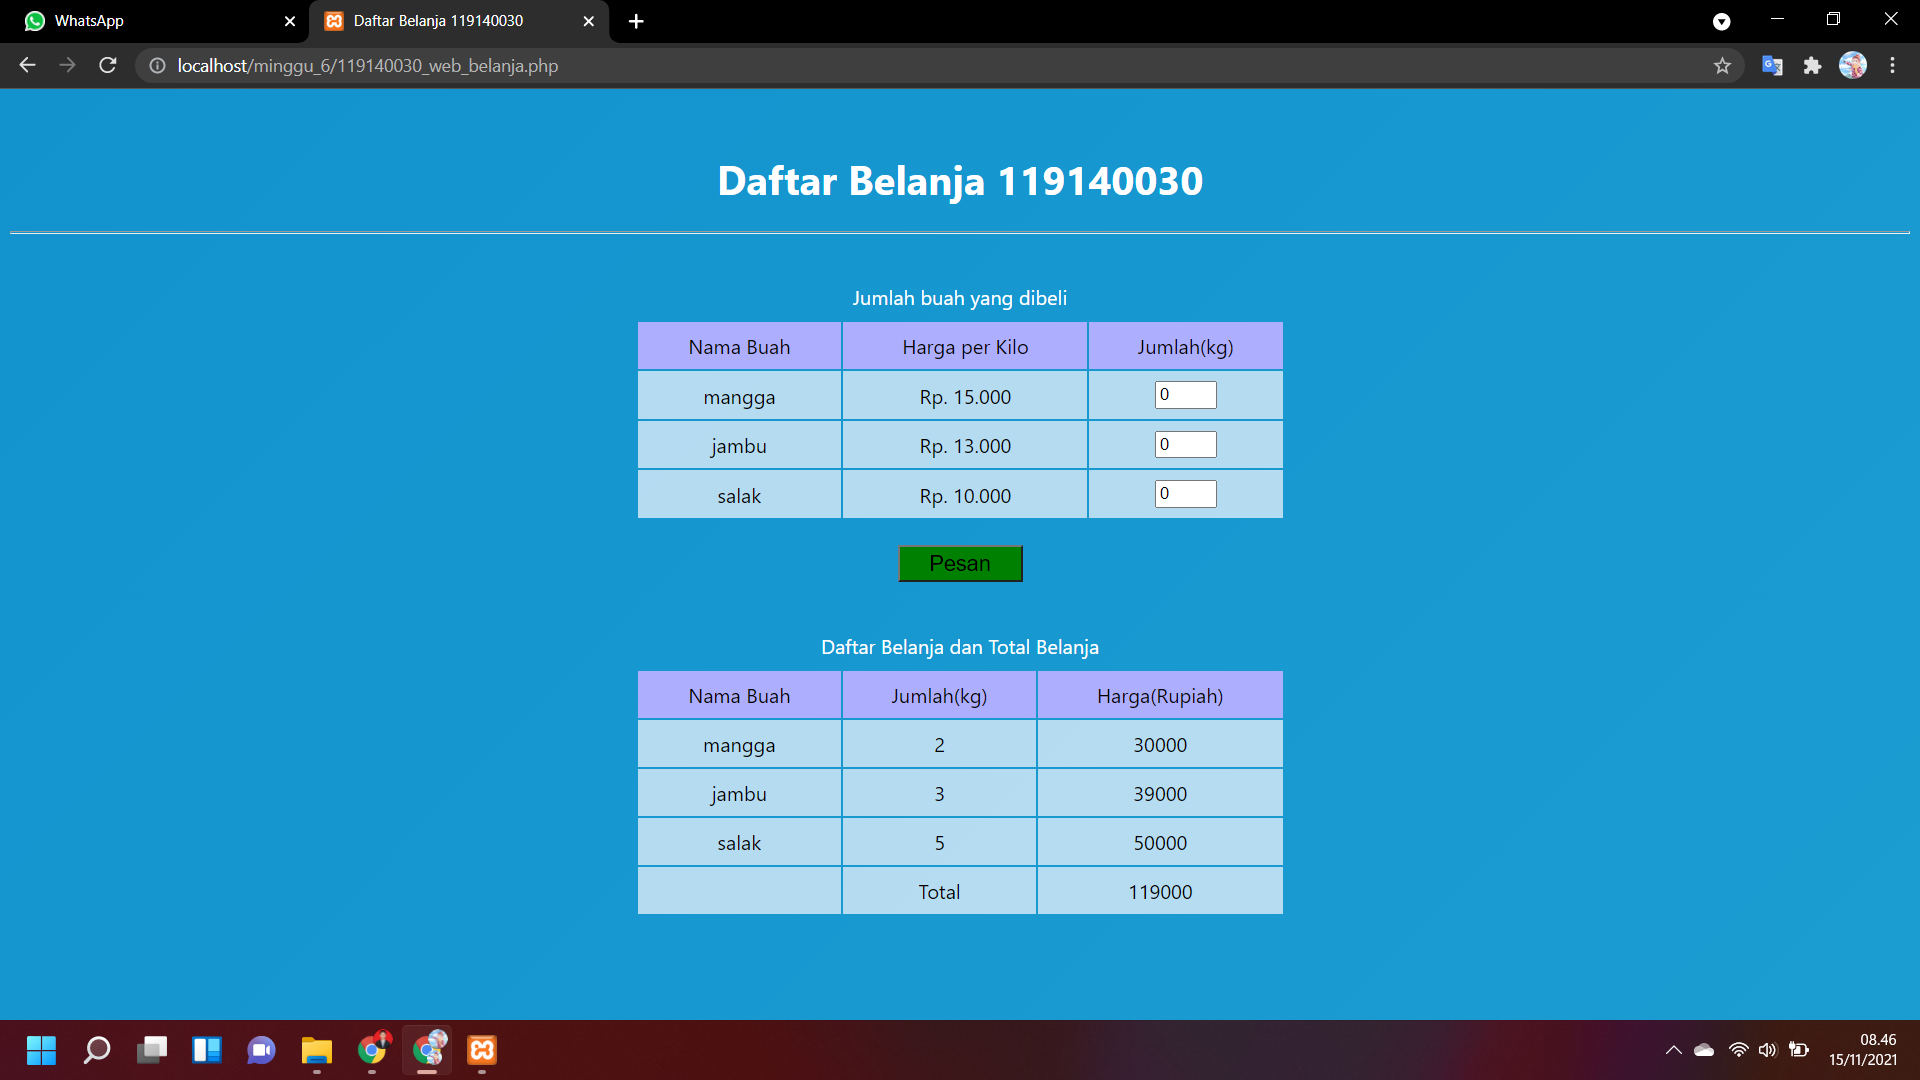 WhatsApp
Daftar Belanja 119140030
localhost/minggu_6/119140030_web_belanja.php
Daftar Belanja 119140030
Jumlah buah yang dibeli
Nama Buah Harga per Kilo Jumlah(kg)
mangga Rp. 15.000 0
jambu Rp. 13.000 0
salak Rp. 10.000 0
Pesan
Daftar Belanja dan Total Belanja
Nama Buah Jumlah(kg) Harga(Rupiah)
mangga 2 30000
jambu 3 39000
salak 5 50000
Total 119000
08.46
15/11/2021